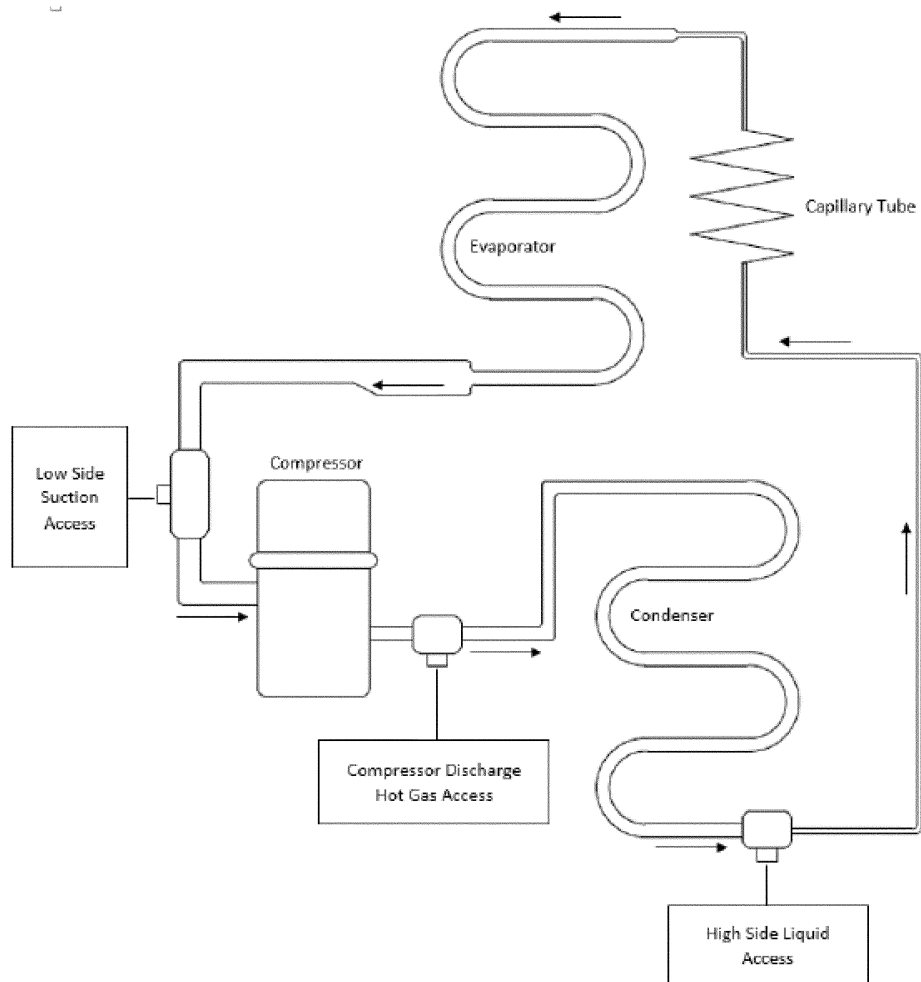 Capillary Tube
Evaporator
Low Side
Suction
Access
Compressor
Condenser
Compressor Discharge
Hot Gas Access
High Side Liquid
Access